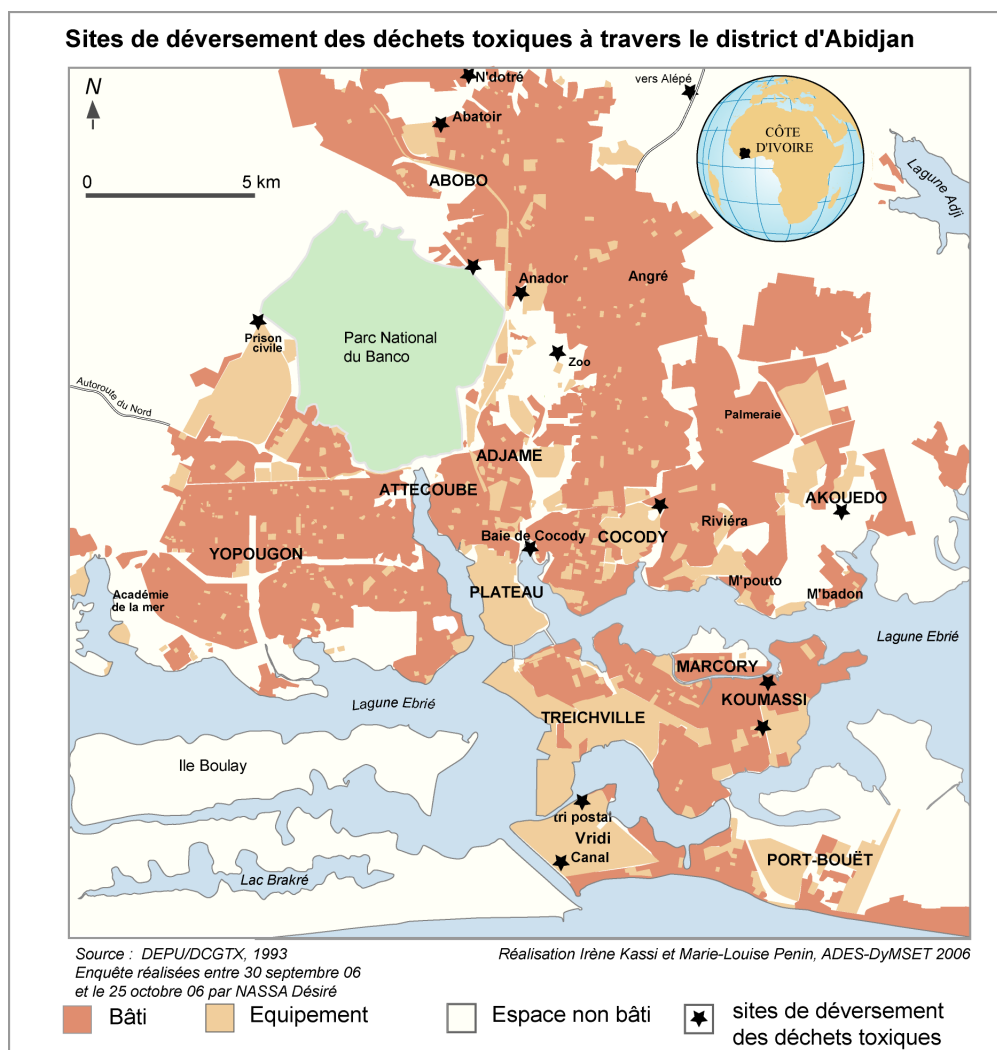 Sites de déversement des déchets toxiques à travers le district d'Abidjan
N
N'dotré
vers Alépé
Abatoir
CÔTE
D'IVOIRE
0
5 km
ABOBO
Lagune Adji
Anador
Angré
Parc National
du Banco
Prison
civile
Zoo
Autoroute du Nord
Palmeraie
ADJAME
ATTECOUBE
AKOUEDO
Baie de Cocody
COCODY
Riviéra
YOPOUGON
PLATEAU
M'pouto
M'badon
Académie
de la mer
Lagune Ebrié
MARCORY
KOUMASSI
Lagune Ebrié
TREICHVILLE
Ile Boulay
tri postal
Vridi
Canal
PORT-BOUËT
Lac Brakré
Source : DEPU/DCGTX, 1993
Enquête réalisées entre 30 septembre 06
et le 25 octobre 06 par NASSA Désiré
Réalisation Irène Kassi et Marie-Louise Penin, ADES-DyMSET 2006
Bâti
Equipement
Espace non bâti
sites de déversement
des déchets toxiques